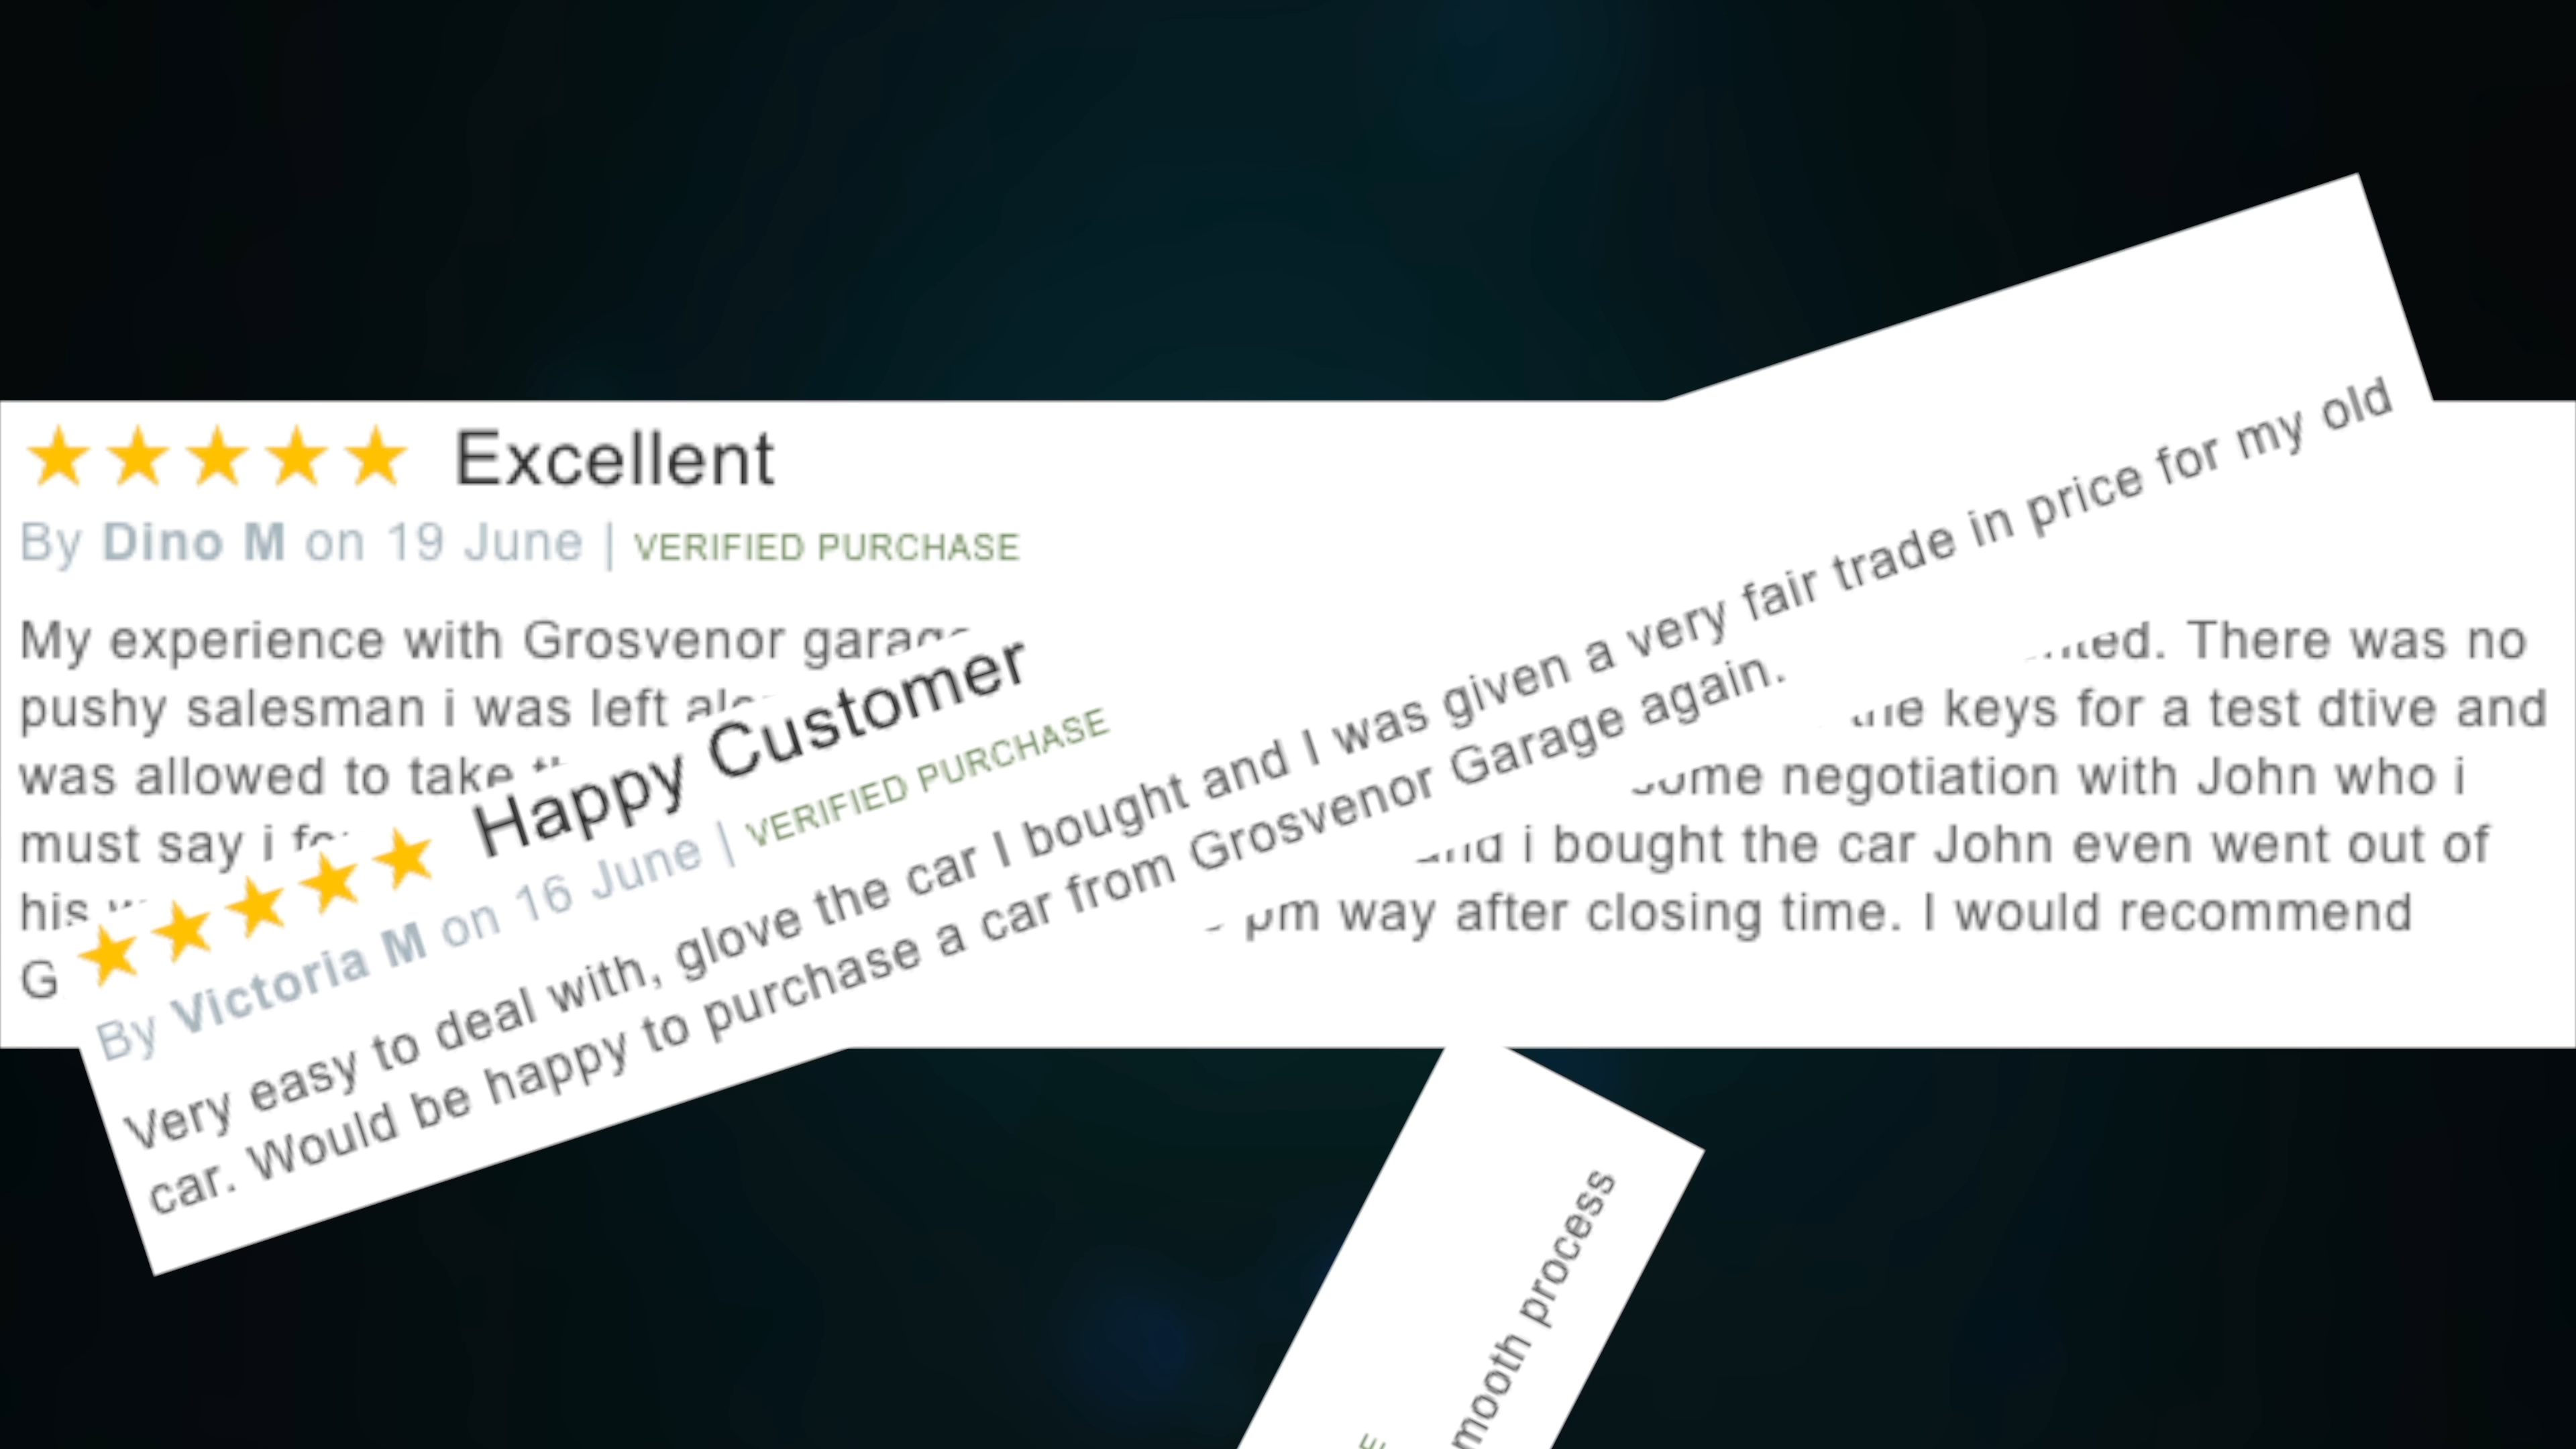 Excellent
By Dino M on 19 June | VERIFIED PURCHASE
My experience with Grosvenor There was no
pushy salesman i was left keys for a test dtive and
was allowed to take negotiation with John who i
must say i i bought the car John even went out of
his pm way after closing time. I would recommend
G
Happy Customer
By Victoria M on 16 June | VERIFIED PURCHASE
Very easy to deal with, glove the car I bought and I was given a very fair trade in price for my old
car. Would be happy to purchase a car from Grosvenor Garage again.
mooth process
E